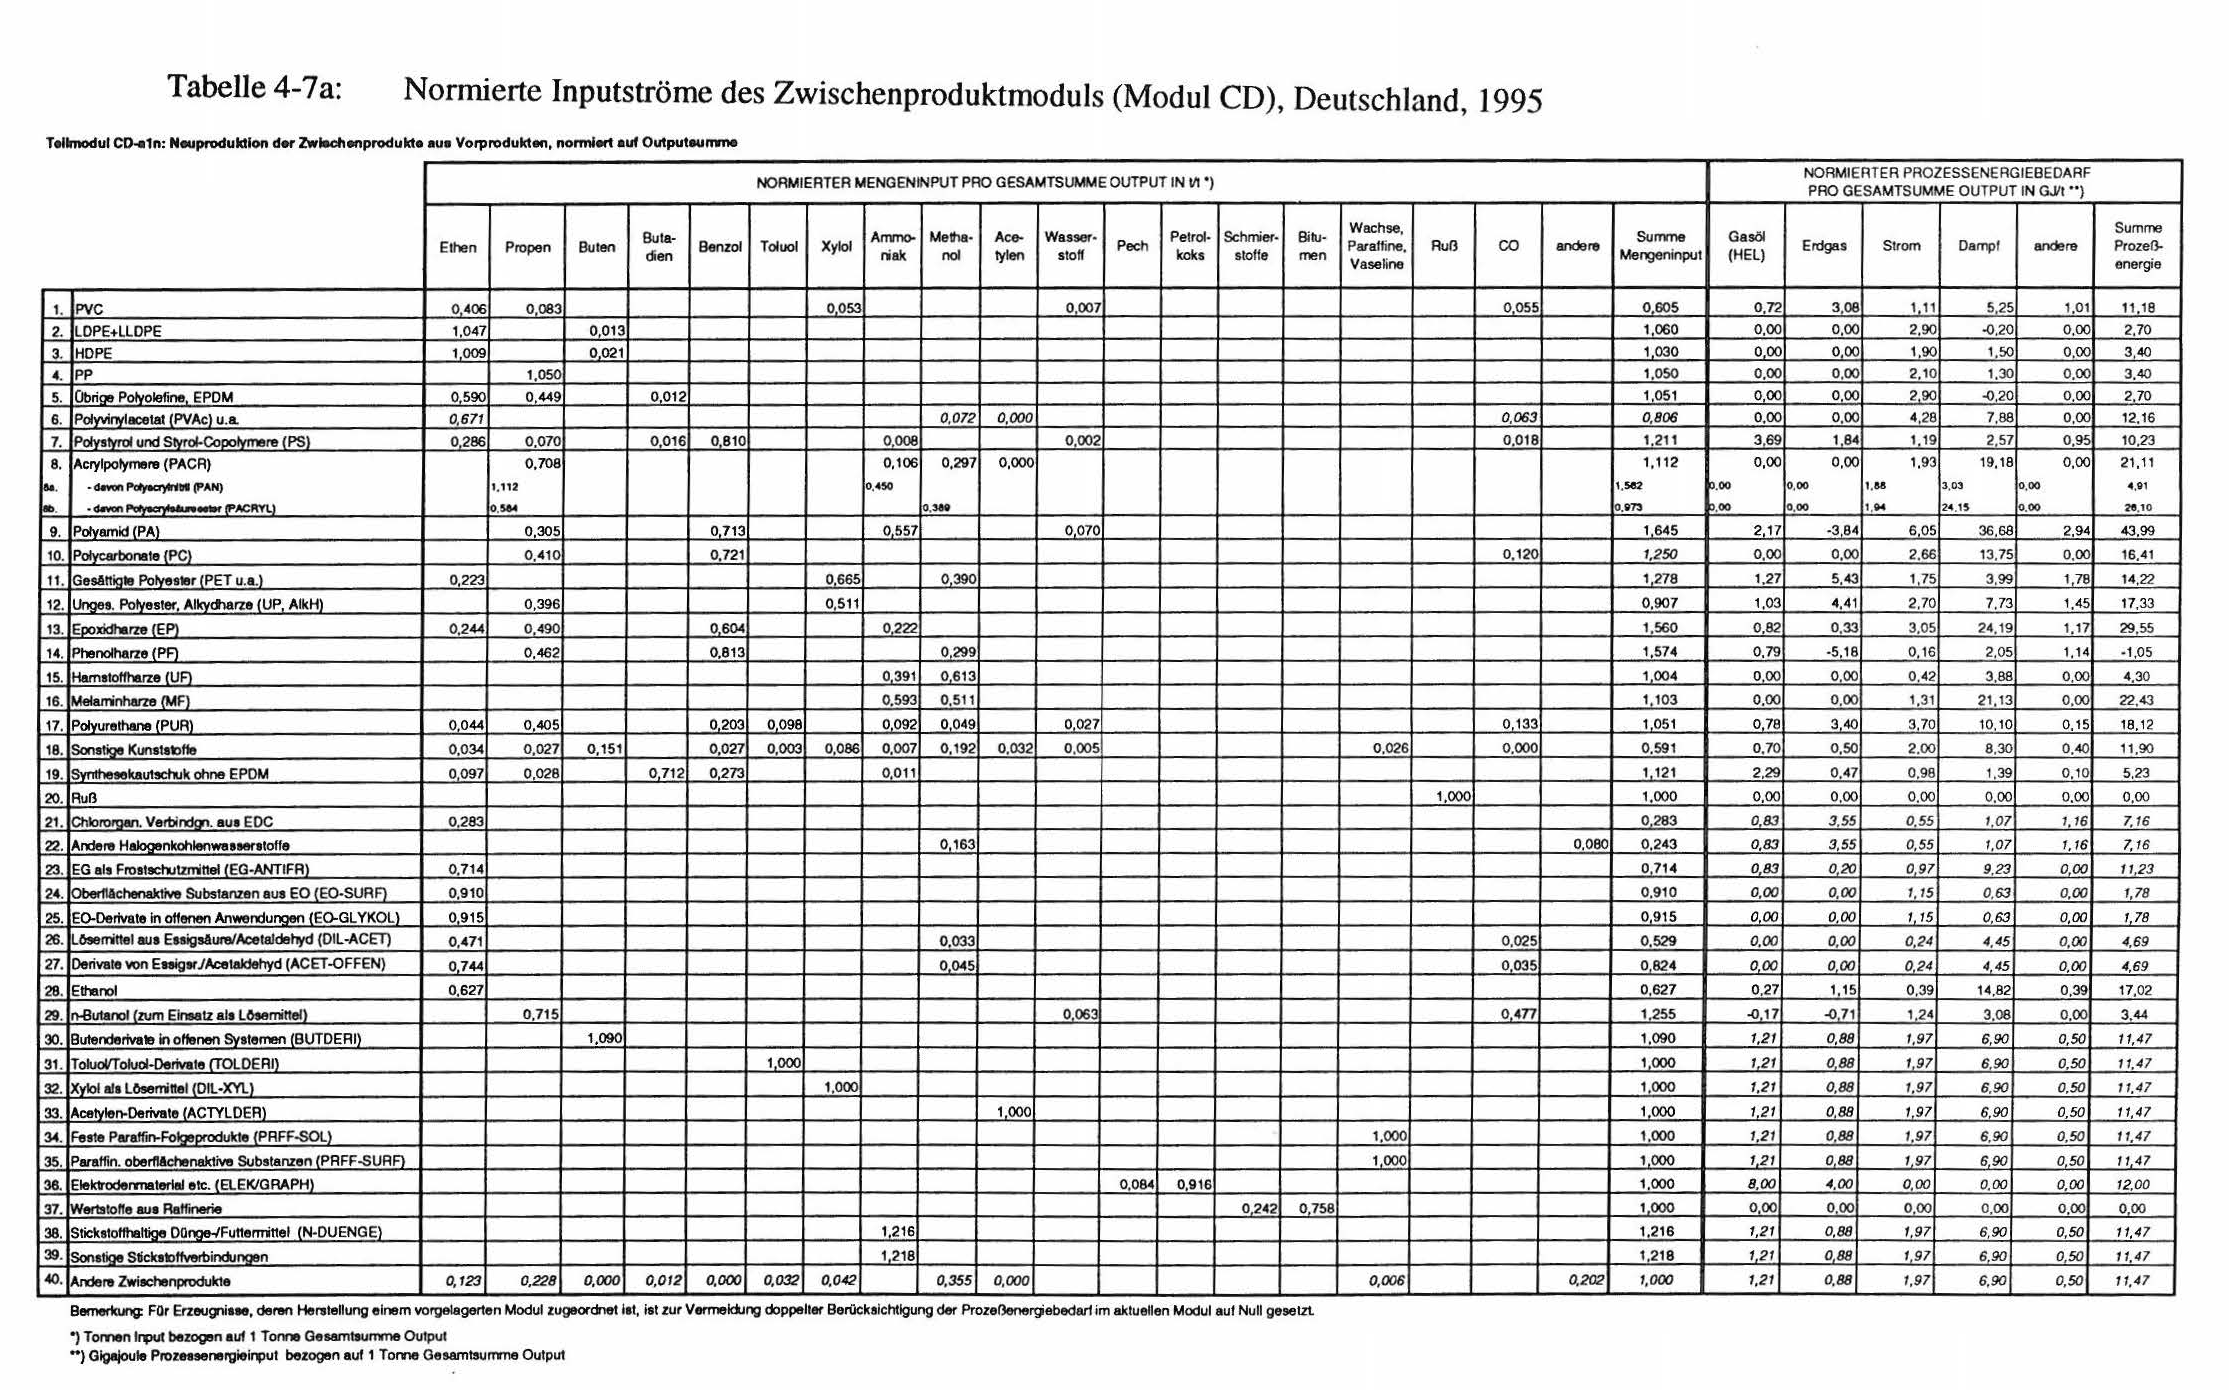 Tabelle 4-7a: Normierte Inputströme des Zwischenproduktmoduls (Modul CD), Deutschland, 1995
Teilmodul CD-a1n: Neuproduktion der Zwischenprodukte aus Vorprodukten, normiert auf Outputsumme
NORMIERTER MENGENINPUT PRO GESAMTSUMME OUTPUT IN t/t *) NORMIERTER PROZESSENERGIEBEDARF PRO GESAMTSUMME OUTPUT IN GJ/t **)
Ethen Propen Buten Buta-dien Benzol Toluol Xylol Ammo-niak Metha-nol Ace-tylen Wasser-stoff Pech Petrol-koks Schmier-stoffe Bitu-men Wachse, Paraffine, Vaseline Ruß CO andere Summe Mengeninput Gasöl (HEL) Erdgas Strom Dampf andere Summe Prozeß-energie
1. PVC 0,406 0,083 0,053 0,007 0,055 0,605 0,72 3,08 1,11 5,25 1,01 11,18
2. LDPE+LLDPE 1,047 0,013 1,060 0,00 0,00 2,90 -0,20 0,00 2,70
3. HDPE 1,009 0,021 1,030 0,00 0,00 1,90 1,50 0,00 3,40
4. PP 1,050 1,050 0,00 0,00 2,10 1,30 0,00 3,40
5. Übrige Polyolefine, EPDM 0,590 0,449 0,012 1,051 0,00 0,00 2,90 -0,20 0,00 2,70
6. Polyvinylacetat (PVAc) u.a. 0,671 0,072 0,000 0,063 0,806 0,00 0,00 4,28 7,88 0,00 12,16
7. Polystyrol und Styrol-Copolymere (PS) 0,286 0,070 0,016 0,810 0,008 0,002 0,018 1,211 3,69 1,84 1,19 2,57 0,95 10,23
8. Acrylpolymere (PACR) 0,708 0,106 0,297 0,000 1,112 0,00 0,00 1,93 19,18 0,00 21,11
8a. - davon Polyacrylnitril (PAN) 1,112 0,450 1,562 0,00 0,00 1,88 3,03 0,00 4,91
8b. - davon Polyacrylsäureester (PACRYL) 0,584 0,389 0,973 0,00 0,00 1,94 24,15 0,00 26,10
9. Polyamid (PA) 0,305 0,713 0,557 0,070 1,645 2,17 -3,84 6,05 36,68 2,94 43,99
10. Polycarbonate (PC) 0,410 0,721 0,120 1,250 0,00 0,00 2,66 13,75 0,00 16,41
11. Gesättigte Polyester (PET u.a.) 0,223 0,665 0,390 1,278 1,27 5,43 1,75 3,99 1,78 14,22
12. Unges. Polyester, Alkydharze (UP, AlkH) 0,396 0,511 0,907 1,03 4,41 2,70 7,73 1,45 17,33
13. Epoxidharze (EP) 0,244 0,490 0,604 0,222 1,560 0,82 0,33 3,05 24,19 1,17 29,55
14. Phenolharze (PF) 0,462 0,813 0,299 1,574 0,79 -5,18 0,16 2,05 1,14 -1,05
15. Harnstoffharze (UF) 0,391 0,613 1,004 0,00 0,00 0,42 3,88 0,00 4,30
16. Melaminharze (MF) 0,593 0,511 1,103 0,00 0,00 1,31 21,13 0,00 22,43
17. Polyurethane (PUR) 0,044 0,405 0,203 0,098 0,092 0,049 0,027 0,133 1,051 0,78 3,40 3,70 10,10 0,15 18,12
18. Sonstige Kunststoffe 0,034 0,027 0,151 0,027 0,003 0,086 0,007 0,192 0,032 0,005 0,026 0,000 0,591 0,70 0,50 2,00 8,30 0,40 11,90
19. Synthesekautschuk ohne EPDM 0,097 0,028 0,712 0,273 0,011 1,121 2,29 0,47 0,98 1,39 0,10 5,23
20. Ruß 1,000 1,000 0,00 0,00 0,00 0,00 0,00 0,00
21. Chlororgan. Verbindgn. aus EDC 0,283 0,283 0,83 3,55 0,55 1,07 1,16 7,16
22. Andere Halogenkohlenwasserstoffe 0,163 0,080 0,243 0,83 3,55 0,55 1,07 1,16 7,16
23. EG als Frostschutzmittel (EG-ANTIFR) 0,714 0,714 0,83 0,20 0,97 9,23 0,00 11,23
24. Oberflächenaktive Substanzen aus EO (EO-SURF) 0,910 0,910 0,00 0,00 1,15 0,63 0,00 1,78
25. EO-Derivate in offenen Anwendungen (EO-GLYKOL) 0,915 0,915 0,00 0,00 1,15 0,63 0,00 1,78
26. Lösemittel aus Essigsäure/Acetaldehyd (DIL-ACET) 0,471 0,033 0,025 0,529 0,00 0,00 0,24 4,45 0,00 4,69
27. Derivate von Essigsr./Acetaldehyd (ACET-OFFEN) 0,744 0,045 0,035 0,824 0,00 0,00 0,24 4,45 0,00 4,69
28. Ethanol 0,627 0,627 0,27 1,15 0,39 14,82 0,39 17,02
29. n-Butanol (zum Einsatz als Lösemittel) 0,715 0,063 0,477 1,255 -0,17 -0,71 1,24 3,08 0,00 3,44
30. Butenderivate in offenen Systemen (BUTDERI) 1,090 1,090 1,21 0,88 1,97 6,90 0,50 11,47
31. Toluol/Toluol-Derivate (TOLDERI) 1,000 1,000 1,21 0,88 1,97 6,90 0,50 11,47
32. Xylol als Lösemittel (DIL-XYL) 1,000 1,000 1,21 0,88 1,97 6,90 0,50 11,47
33. Acetylen-Derivate (ACTYLDER) 1,000 1,000 1,21 0,88 1,97 6,90 0,50 11,47
34. Feste Paraffin-Folgeprodukte (PRFF-SOL) 1,000 1,000 1,21 0,88 1,97 6,90 0,50 11,47
35. Paraffin. oberflächenaktive Substanzen (PRFF-SURF) 1,000 1,000 1,21 0,88 1,97 6,90 0,50 11,47
36. Elektrodenmaterial etc. (ELEK/GRAPH) 0,084 0,916 1,000 8,00 4,00 0,00 0,00 0,00 12,00
37. Wertstoffe aus Raffinerie 0,242 0,758 1,000 0,00 0,00 0,00 0,00 0,00 0,00
38. Stickstoffhaltige Dünge-/Futtermittel (N-DUENGE) 1,216 1,216 1,21 0,88 1,97 6,90 0,50 11,47
39. Sonstige Stickstoffverbindungen 1,218 1,218 1,21 0,88 1,97 6,90 0,50 11,47
40. Andere Zwischenprodukte 0,123 0,228 0,000 0,012 0,000 0,032 0,042 0,355 0,000 0,006 0,202 1,000 1,21 0,88 1,97 6,90 0,50 11,47
Bemerkung: Für Erzeugnisse, deren Herstellung einem vorgelagerten Modul zugeordnet ist, ist zur Vermeidung doppelter Berücksichtigung der Prozeßenergiebedarf im aktuellen Modul auf Null gesetzt.
*) Tonnen Input bezogen auf 1 Tonne Gesamtsumme Output
**) Gigajoule Prozessenergieinput bezogen auf 1 Tonne Gesamtsumme Output